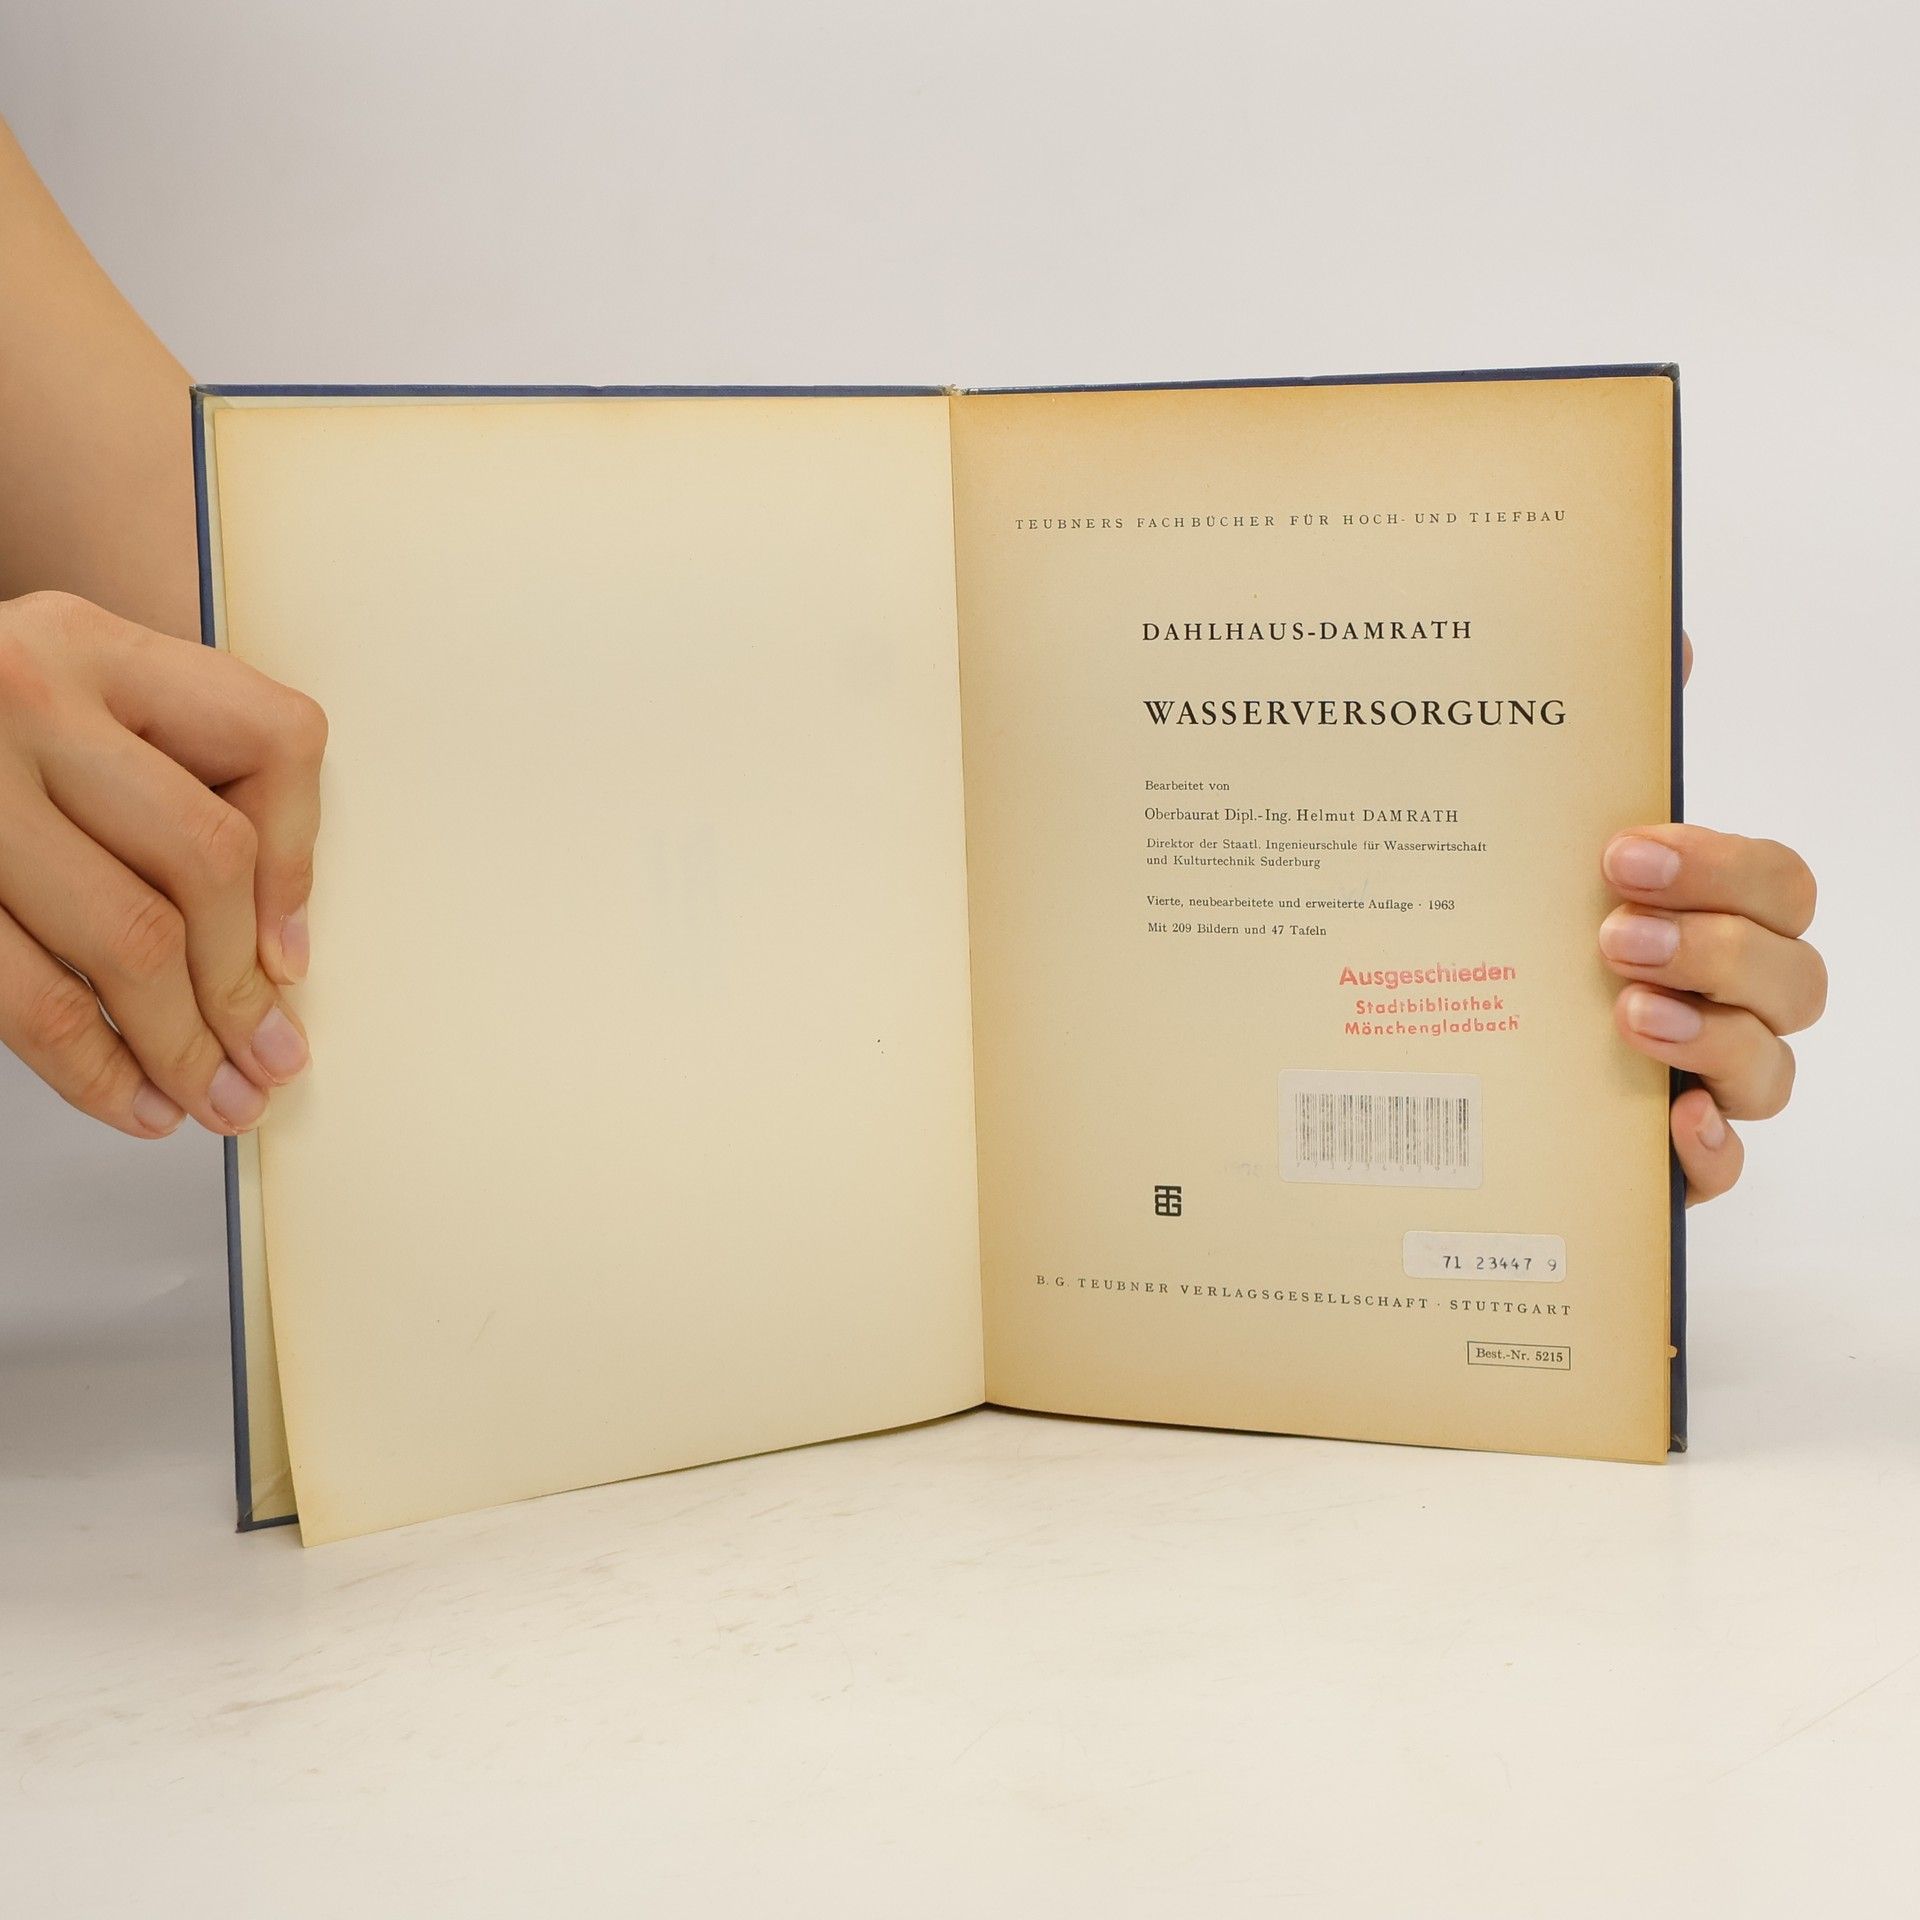 TEUBNERS FACHBÜCHER FÜR HOCH- UND TIEFBAU
DAHLHAUS-DAMRATH
WASSERVERSORGUNG
Bearbeitet von
Oberbaurat Dipl.-Ing. Helmut DAMRATH
Direktor der Staatl. Ingenieurschule für Wasserwirtschaft
und Kulturtechnik Suderburg
Vierte, neubearbeitete und erweiterte Auflage · 1963
Mit 209 Bildern und 47 Tafeln
Ausgeschieden
Stadtbibliothek
Mönchengladbach
71 23447 9
B. G. TEUBNER VERLAGSGESELLSCHAFT · STUTTGART
Best.-Nr. 5215